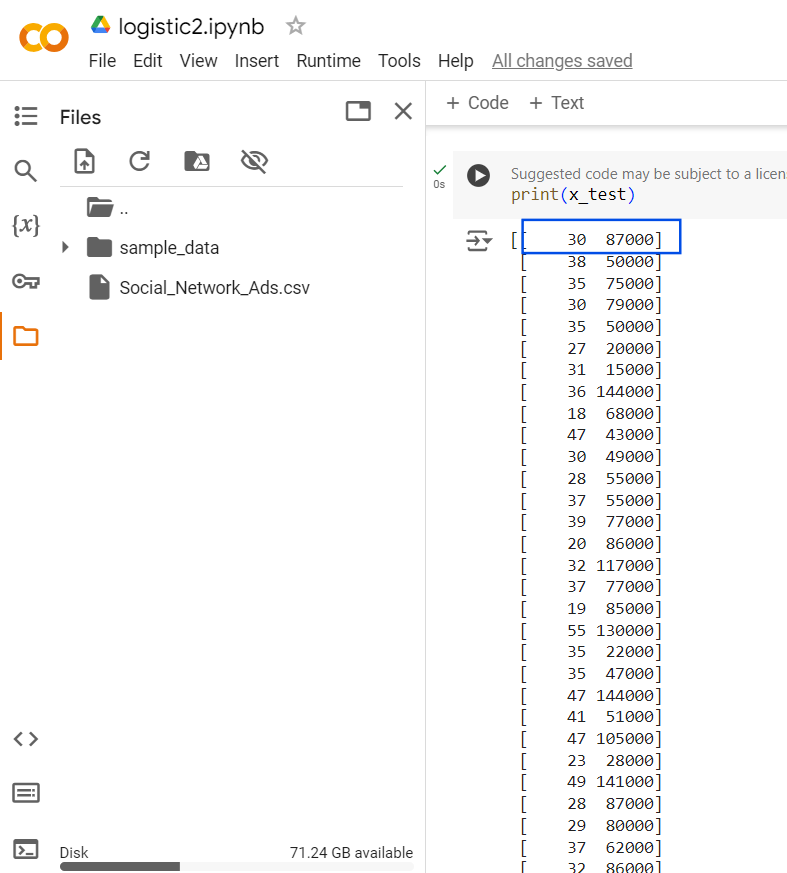 logistic2.ipynb
File Edit View Insert Runtime Tools Help All changes saved
Files
+ Code + Text
..
sample_data
Social_Network_Ads.csv
{x}
0s
Suggested code may be subject to a licen
print(x_test)
[[ 30 87000]
[ 38 50000]
[ 35 75000]
[ 30 79000]
[ 35 50000]
[ 27 20000]
[ 31 15000]
[ 36 144000]
[ 18 68000]
[ 47 43000]
[ 30 49000]
[ 28 55000]
[ 37 55000]
[ 39 77000]
[ 20 86000]
[ 32 117000]
[ 37 77000]
[ 19 85000]
[ 55 130000]
[ 35 22000]
[ 35 47000]
[ 47 144000]
[ 41 51000]
[ 47 105000]
[ 23 28000]
[ 49 141000]
[ 28 87000]
[ 29 80000]
[ 37 62000]
[ 32 86000]
Disk 71.24 GB available